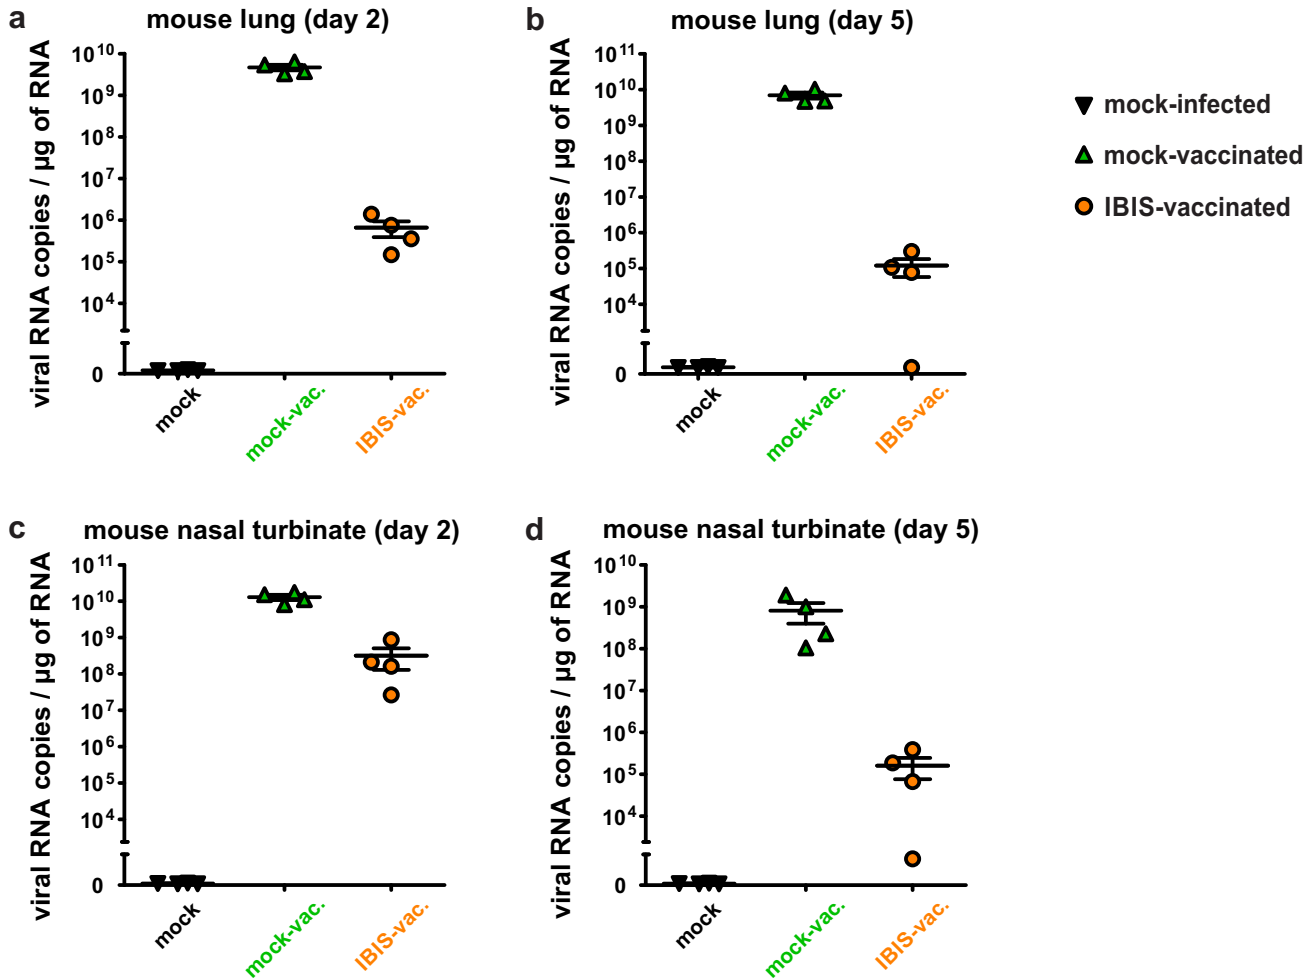 a
mouse lung (day 2)
viral RNA copies / µg of RNA
10^10
10^9
10^8
10^7
10^6
10^5
10^4
0
mock
mock-vac.
IBIS-vac.
b
mouse lung (day 5)
viral RNA copies / µg of RNA
10^11
10^10
10^9
10^8
10^7
10^6
10^5
10^4
0
mock
mock-vac.
IBIS-vac.
mock-infected
mock-vaccinated
IBIS-vaccinated
c
mouse nasal turbinate (day 2)
viral RNA copies / µg of RNA
10^11
10^10
10^9
10^8
10^7
10^6
10^5
10^4
0
mock
mock-vac.
IBIS-vac.
d
mouse nasal turbinate (day 5)
viral RNA copies / µg of RNA
10^10
10^9
10^8
10^7
10^6
10^5
10^4
0
mock
mock-vac.
IBIS-vac.